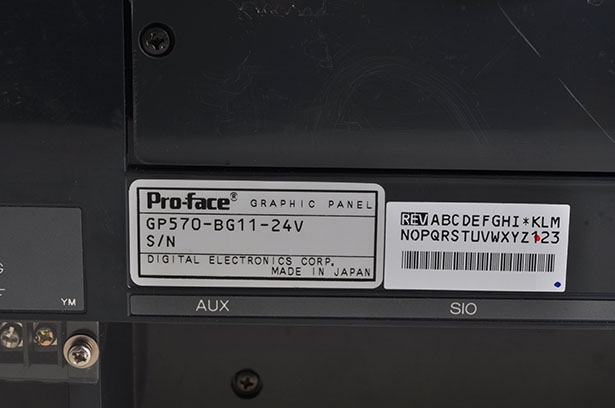 Pro-face® GRAPHIC PANEL
GP570-BG11-24V
S/N
DIGITAL ELECTRONICS CORP.
MADE IN JAPAN
REV ABCDEFGHI*KLM
NOPQRSTUVWXYZ123
G
F
YM
AUX
SIO